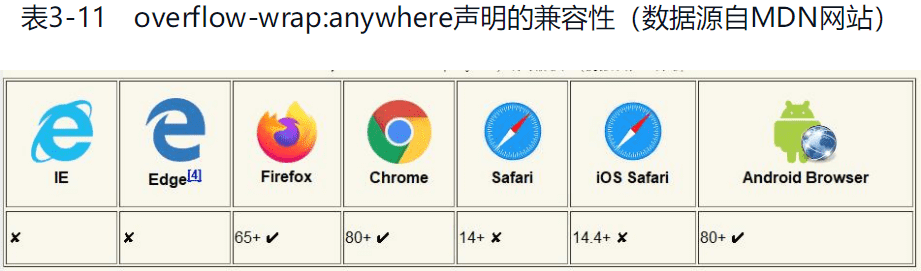 表3-11 overflow-wrap:anywhere声明的兼容性（数据源自MDN网站）
IE Edge[4] Firefox Chrome Safari iOS Safari Android Browser
✘ ✘ 65+ ✔ 80+ ✔ 14+ ✘ 14.4+ ✘ 80+ ✔